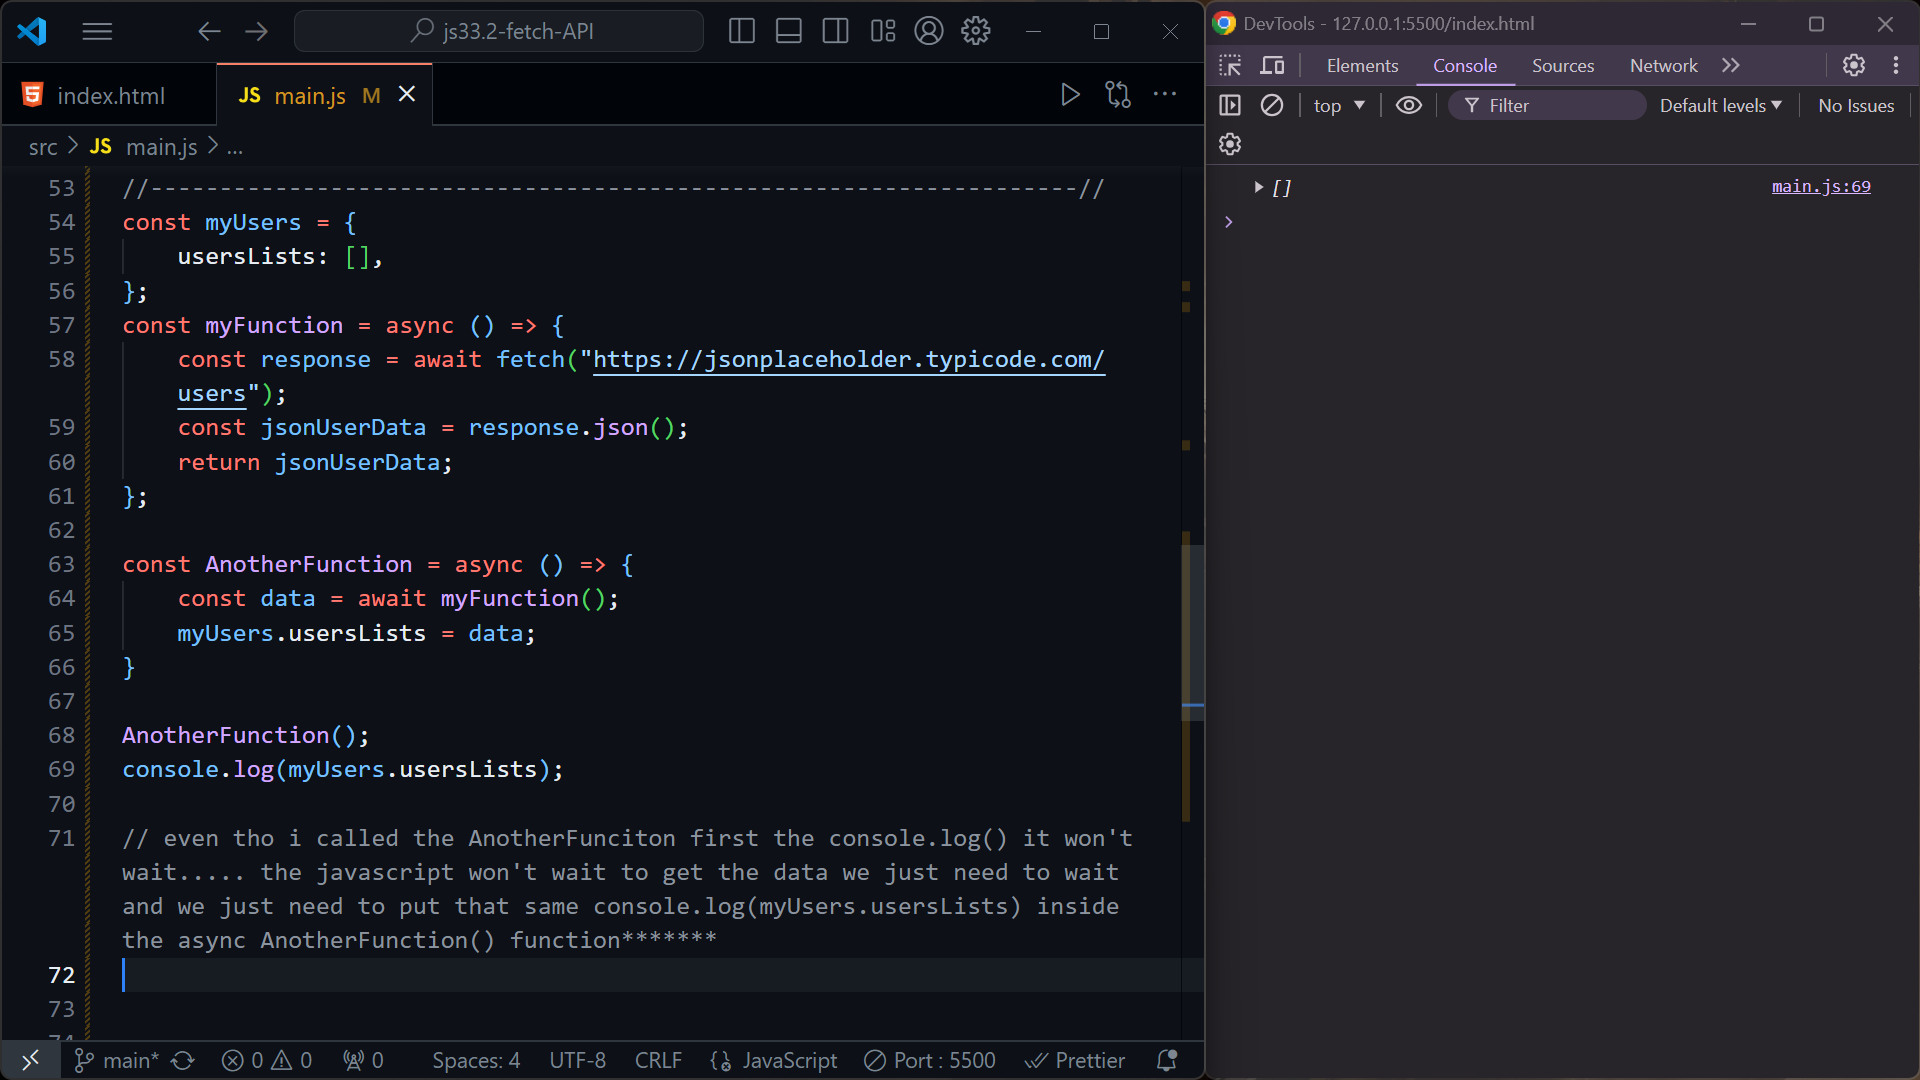 js33.2-fetch-API
index.html
JS main.js M
src > JS main.js > ...
53 //-------------------------------------------------------------------//
54 const myUsers = {
55 usersLists: [],
56 };
57 const myFunction = async () => {
58 const response = await fetch("https://jsonplaceholder.typicode.com/
users");
59 const jsonUserData = response.json();
60 return jsonUserData;
61 };
62
63 const AnotherFunction = async () => {
64 const data = await myFunction();
65 myUsers.usersLists = data;
66 }
67
68 AnotherFunction();
69 console.log(myUsers.usersLists);
70
71 // even tho i called the AnotherFunciton first the console.log() it won't
wait..... the javascript won't wait to get the data we just need to wait
and we just need to put that same console.log(myUsers.usersLists) inside
the async AnotherFunction() function*******
72
73
main* 0 0 0 Spaces: 4 UTF-8 CRLF JavaScript Port : 5500 Prettier
DevTools - 127.0.0.1:5500/index.html
Elements Console Sources Network
top Filter Default levels No Issues
[] main.js:69